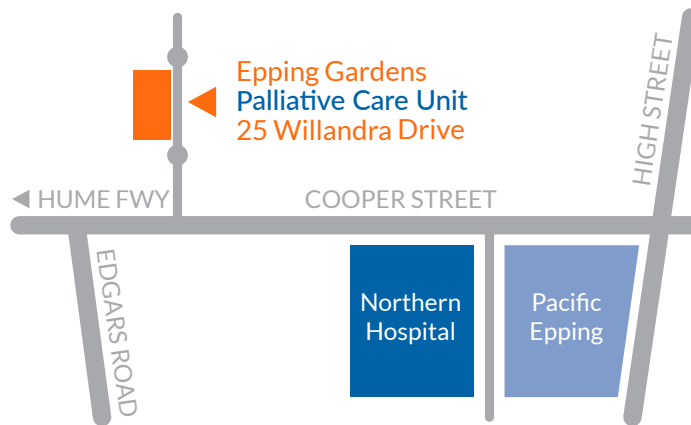 Epping Gardens
Palliative Care Unit
25 Willandra Drive
HIGH STREET
HUME FWY
COOPER STREET
EDGARS ROAD
Northern
Hospital
Pacific
Epping